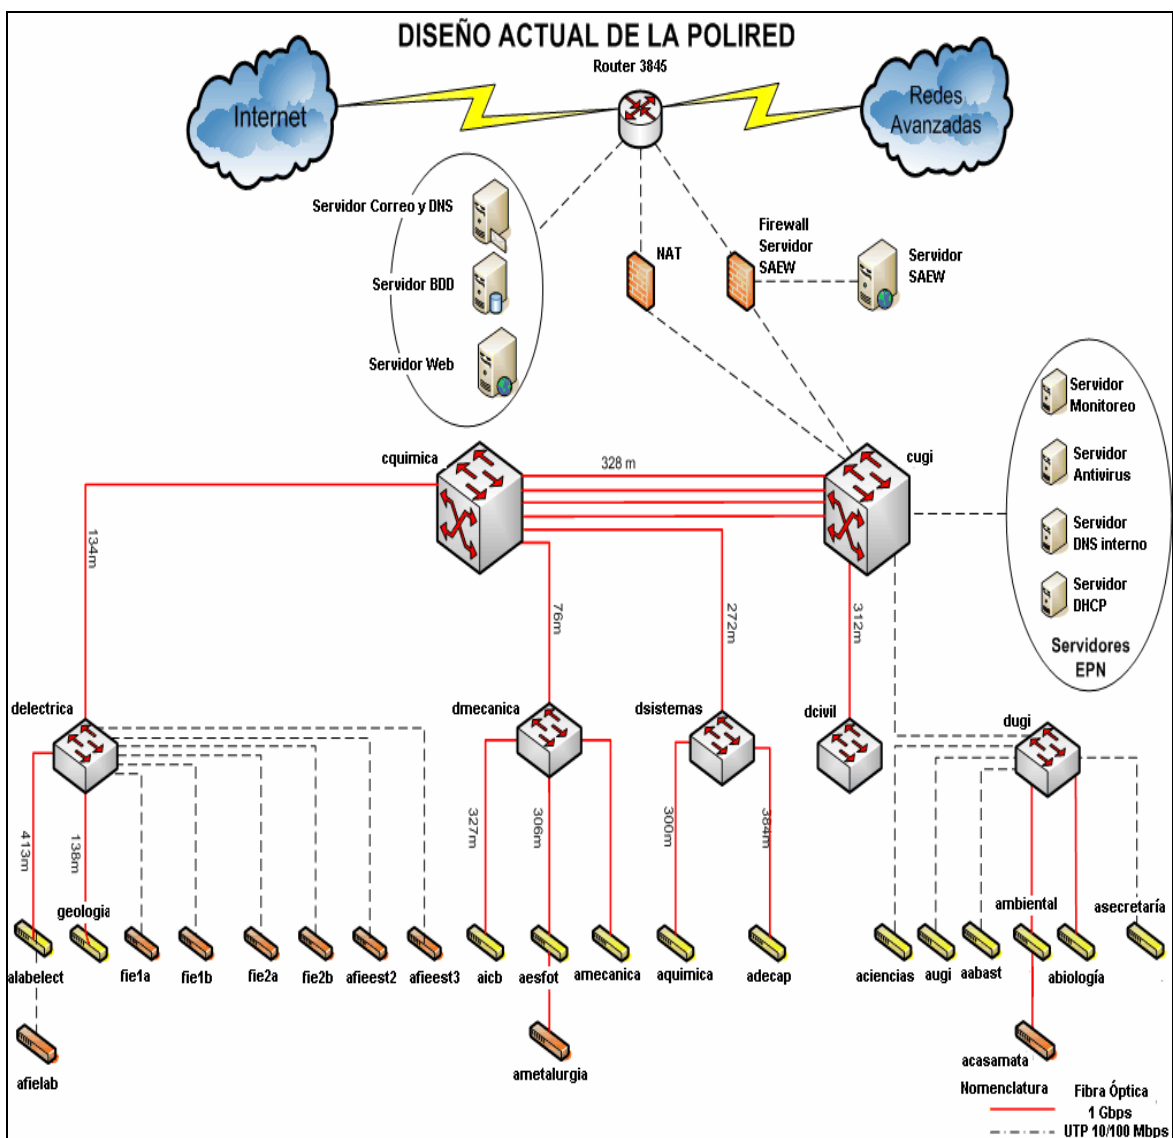 DISEÑO ACTUAL DE LA POLIRED
Router 3845
Internet
Redes
Avanzadas
Servidor Correo y DNS
Servidor BDD
Servidor Web
NAT
Firewall
Servidor
SAEW
Servidor
SAEW
Servidor
Monitoreo
Servidor
Antivirus
Servidor
DNS interno
Servidor
DHCP
Servidores
EPN
cquimica
328 m
cugi
134m
76m
272m
312m
delectrica
dmecanica
dsistemas
dcivil
dugi
413m
138m
327m
306m
300m
384m
geologia
ambiental
asecretaría
alabelect
fie1a
fie1b
fie2a
fie2b
afieest2
afieest3
aicb
aesfot
amecanica
aquimica
adecap
aciencias
augi
aabast
abiología
afielab
ametalurgia
acasamata
Nomenclatura
Fibra Óptica
1 Gbps
UTP 10/100 Mbps